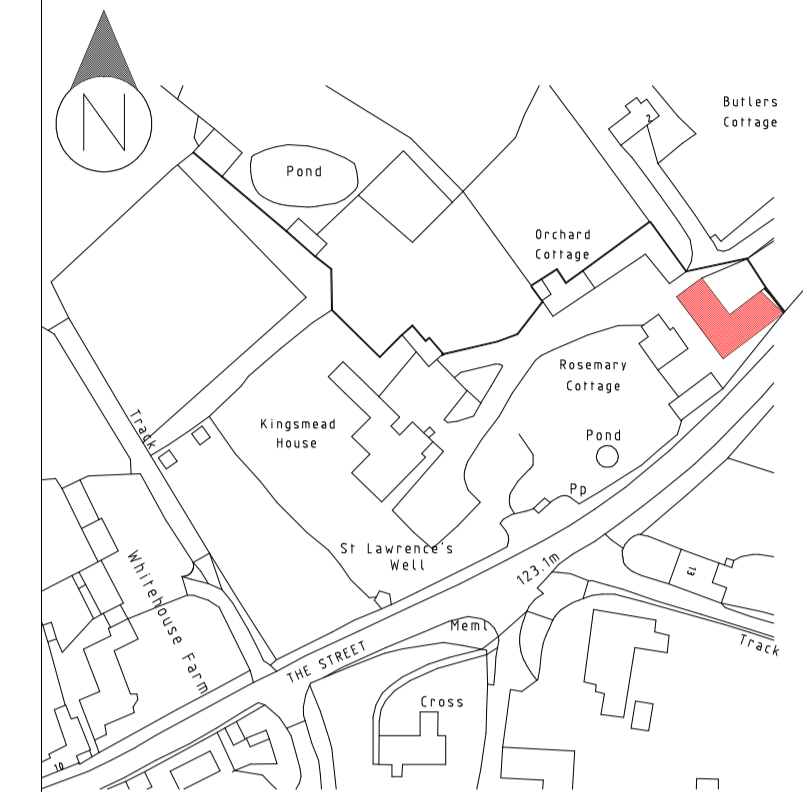 N
Butlers
Cottage
2
Pond
Orchard
Cottage
Rosemary
Cottage
Track
Kingsmead
House
Pond
Pp
St Lawrence's
Well
Whitehouse Farm
123.1m
13
Meml
Track
THE STREET
Cross
10